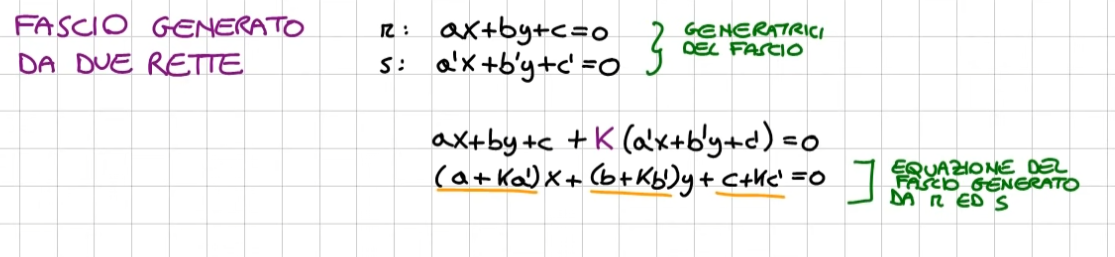 FASCIO GENERATO
DA DUE RETTE
r: ax+by+c=0
s: a'x+b'y+c'=0
GENERATRICI
DEL FASCIO
ax+by+c +K(a'x+b'y+c')=0
(a+Ka')x+(b+Kb')y+c+Kc'=0
EQUAZIONE DEL
FASCIO GENERATO
DA r ED S